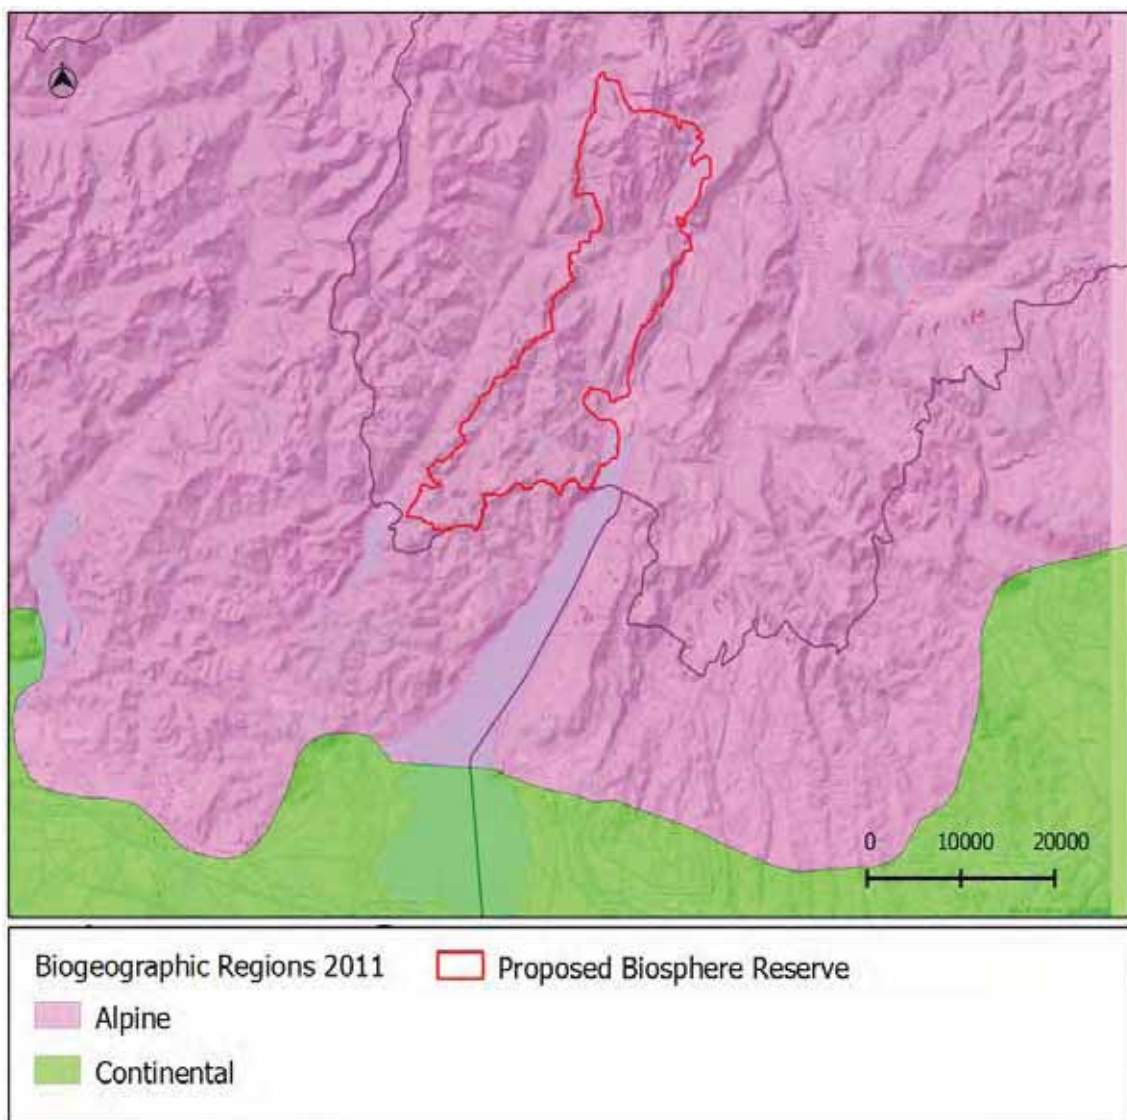 0 10000 20000
Biogeographic Regions 2011
Proposed Biosphere Reserve
Alpine
Continental